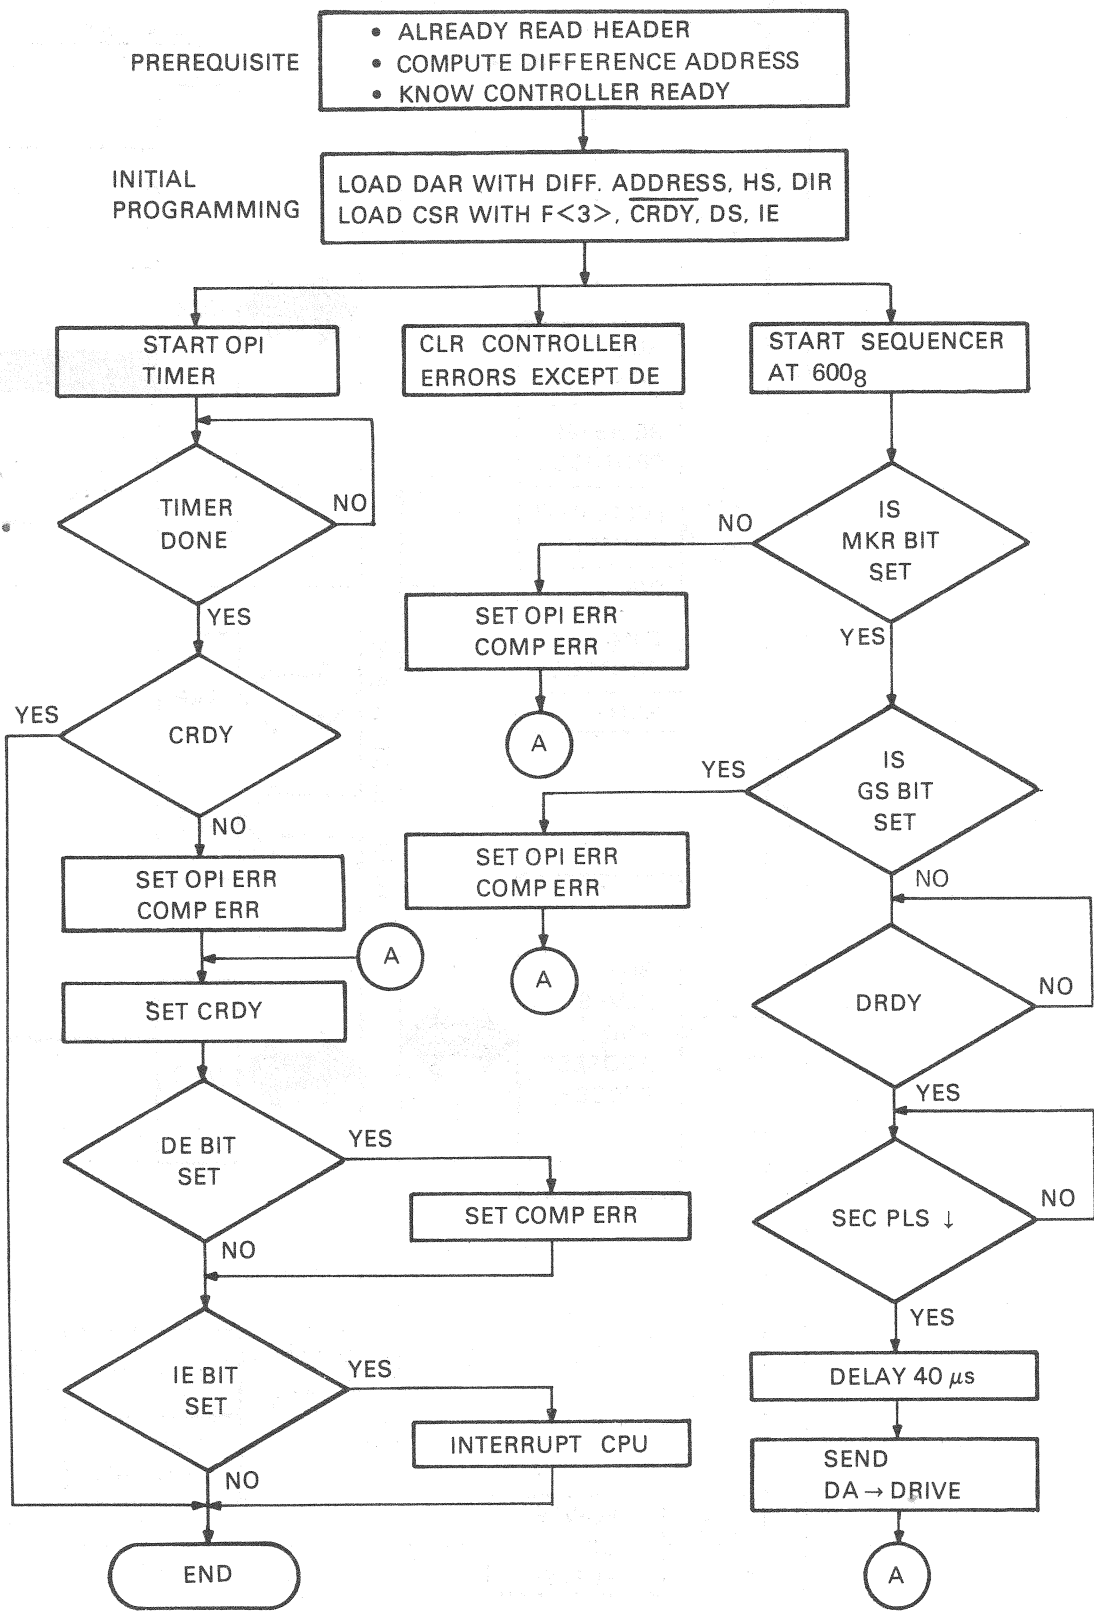 PREREQUISITE
• ALREADY READ HEADER
• COMPUTE DIFFERENCE ADDRESS
• KNOW CONTROLLER READY
INITIAL
PROGRAMMING
LOAD DAR WITH DIFF. ADDRESS, HS, DIR
LOAD CSR WITH F<3>, C̅R̅D̅Y̅, DS, IE
START OPI
TIMER
CLR CONTROLLER
ERRORS EXCEPT DE
START SEQUENCER
AT 600₈
TIMER
DONE
NO
YES
IS
MKR BIT
SET
NO
YES
SET OPI ERR
COMP ERR
A
CRDY
YES
NO
IS
GS BIT
SET
YES
NO
SET OPI ERR
COMP ERR
A
SET OPI ERR
COMP ERR
A
SET CRDY
DRDY
NO
YES
DE BIT
SET
YES
NO
SET COMP ERR
SEC PLS ↓
NO
YES
IE BIT
SET
YES
NO
INTERRUPT CPU
DELAY 40 μs
SEND
DA → DRIVE
A
END